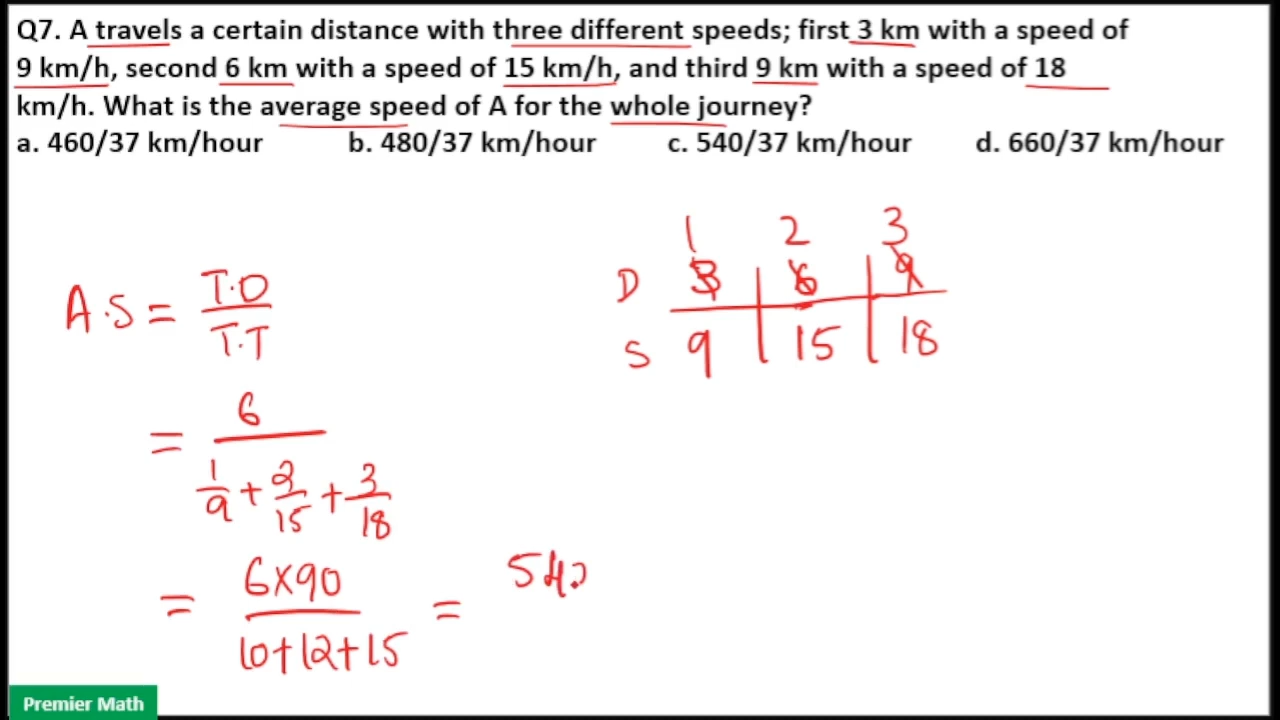 Q7. A travels a certain distance with three different speeds; first 3 km with a speed of
9 km/h, second 6 km with a speed of 15 km/h, and third 9 km with a speed of 18
km/h. What is the average speed of A for the whole journey?
a. 460/37 km/hour b. 480/37 km/hour c. 540/37 km/hour d. 660/37 km/hour
1 2 3
D 3 6 9
S 9 15 18
A.S = T.D / T.T
= 6 / 1/9 + 2/15 + 3/18
= 6×90 / 10+12+15 = 54
Premier Math